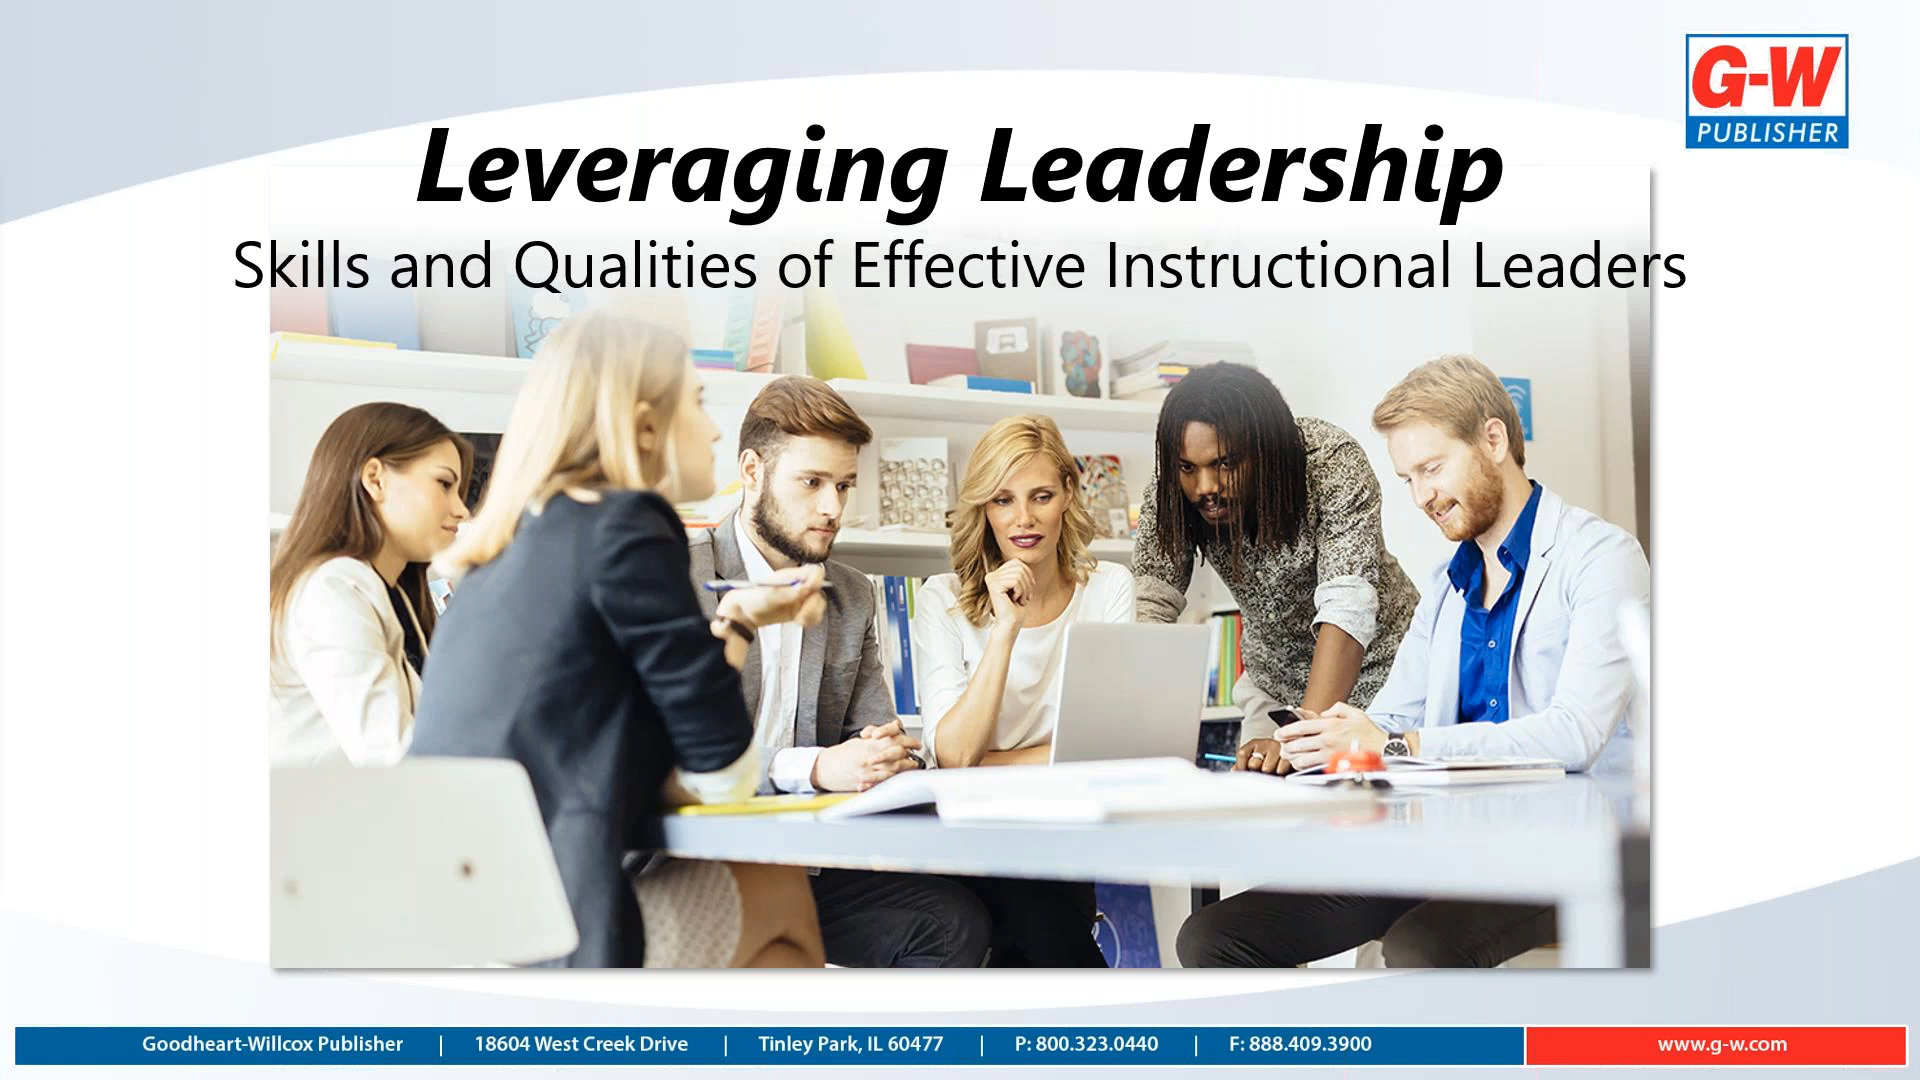 G-W
PUBLISHER
Leveraging Leadership
Skills and Qualities of Effective Instructional Leaders
Goodheart-Willcox Publisher | 18604 West Creek Drive | Tinley Park, IL 60477 | P: 800.323.0440 | F: 888.409.3900 www.g-w.com